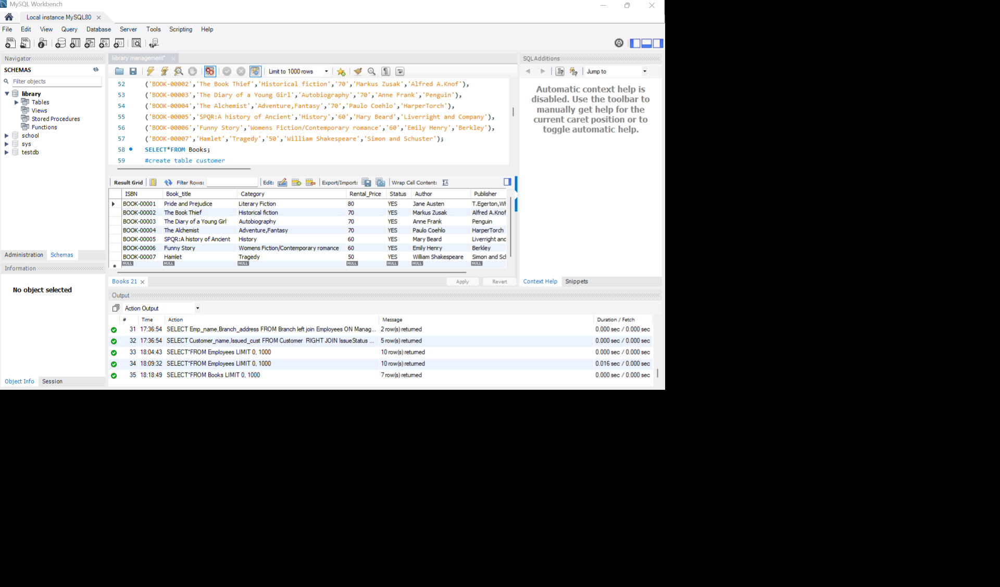 MySQL Workbench
Local instance MySQL80
File Edit View Query Database Server Tools Scripting Help
Navigator
SCHEMAS
Filter objects
library
Tables
Views
Stored Procedures
Functions
school
sys
testdb
Administration Schemas
Information
No object selected
Object Info Session
library management*
Limit to 1000 rows
52 ('BOOK-00002','The Book Thief','Historical fiction','70','Markus Zusak','Alfred A.Knof'),
53 ('BOOK-00003','The Diary of a Young Girl','Autobiography','70','Anne Frank','Penguin'),
54 ('BOOK-00004','The Alchemist','Adventure,Fantasy','70','Paulo Coehlo','HarperTorch'),
55 ('BOOK-00005','SPQR:A history of Ancient','History','60','Mary Beard','Liverright and Company'),
56 ('BOOK-00006','Funny Story','Womens Fiction/Contemporary romance','60','Emily Henry','Berkley'),
57 ('BOOK-00007','Hamlet','Tragedy','50','William Shakespeare','Simon and Schuster');
58 SELECT*FROM Books;
59 #create table customer
Result Grid Filter Rows: Edit: Export/Import: Wrap Cell Content:
ISBN Book_title Category Rental_Price Status Author Publisher
BOOK-00001 Pride and Prejudice Literary Fiction 80 YES Jane Austen T.Egerton,Wh
BOOK-00002 The Book Thief Historical fiction 70 YES Markus Zusak Alfred A.Knof
BOOK-00003 The Diary of a Young Girl Autobiography 70 YES Anne Frank Penguin
BOOK-00004 The Alchemist Adventure,Fantasy 70 YES Paulo Coehlo HarperTorch
BOOK-00005 SPQR:A history of Ancient History 60 YES Mary Beard Liverright and
BOOK-00006 Funny Story Womens Fiction/Contemporary romance 60 YES Emily Henry Berkley
BOOK-00007 Hamlet Tragedy 50 YES William Shakespeare Simon and Sch
NULL NULL NULL NULL NULL NULL NULL
Books 21 Apply Revert
SQLAdditions
Jump to
Automatic context help is
disabled. Use the toolbar to
manually get help for the
current caret position or to
toggle automatic help.
Context Help Snippets
Output
Action Output
# Time Action Message Duration / Fetch
31 17:36:54 SELECT Emp_name,Branch_address FROM Branch left join Employees ON Manag... 2 row(s) returned 0.000 sec / 0.000 sec
32 17:36:54 SELECT Customer_name,Issued_cust FROM Customer RIGHT JOIN IssueStatus ... 5 row(s) returned 0.000 sec / 0.000 sec
33 18:04:43 SELECT*FROM Employees LIMIT 0, 1000 10 row(s) returned 0.000 sec / 0.000 sec
34 18:09:32 SELECT*FROM Employees LIMIT 0, 1000 10 row(s) returned 0.016 sec / 0.000 sec
35 18:18:49 SELECT*FROM Books LIMIT 0, 1000 7 row(s) returned 0.000 sec / 0.000 sec